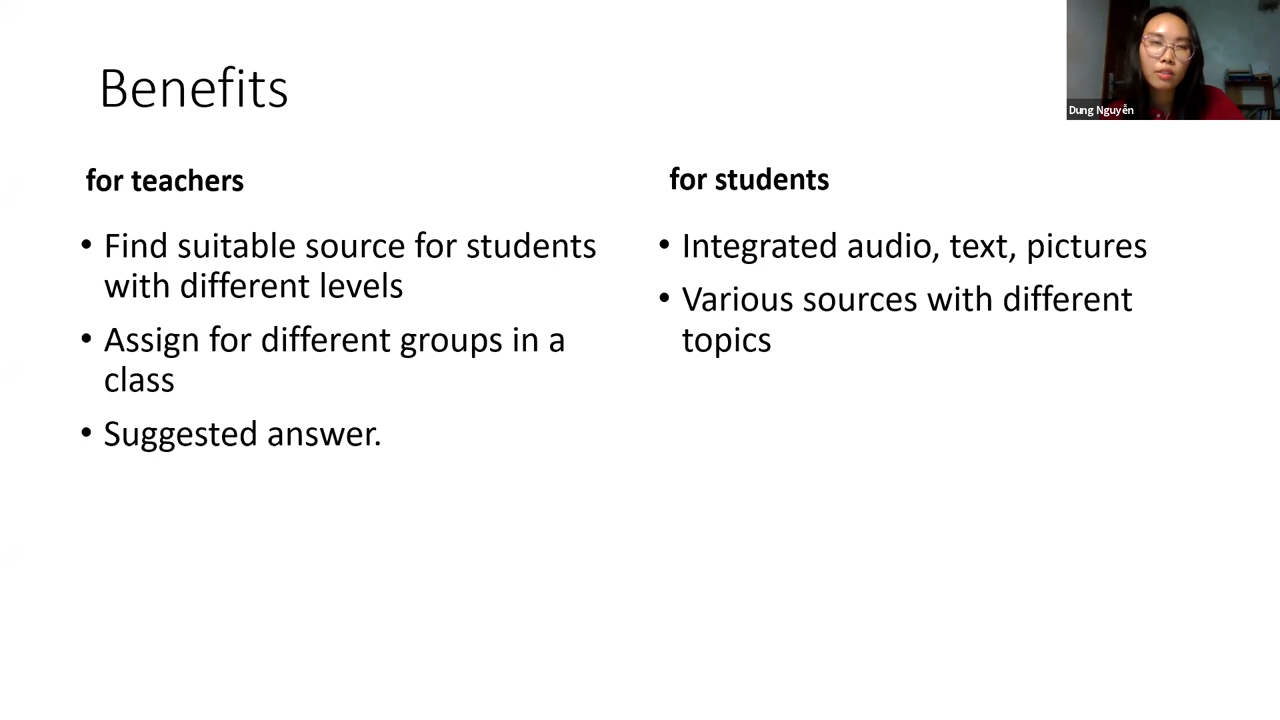 Benefits
Dung Nguyễn
for teachers
• Find suitable source for students
with different levels
• Assign for different groups in a
class
• Suggested answer.
for students
• Integrated audio, text, pictures
• Various sources with different
topics